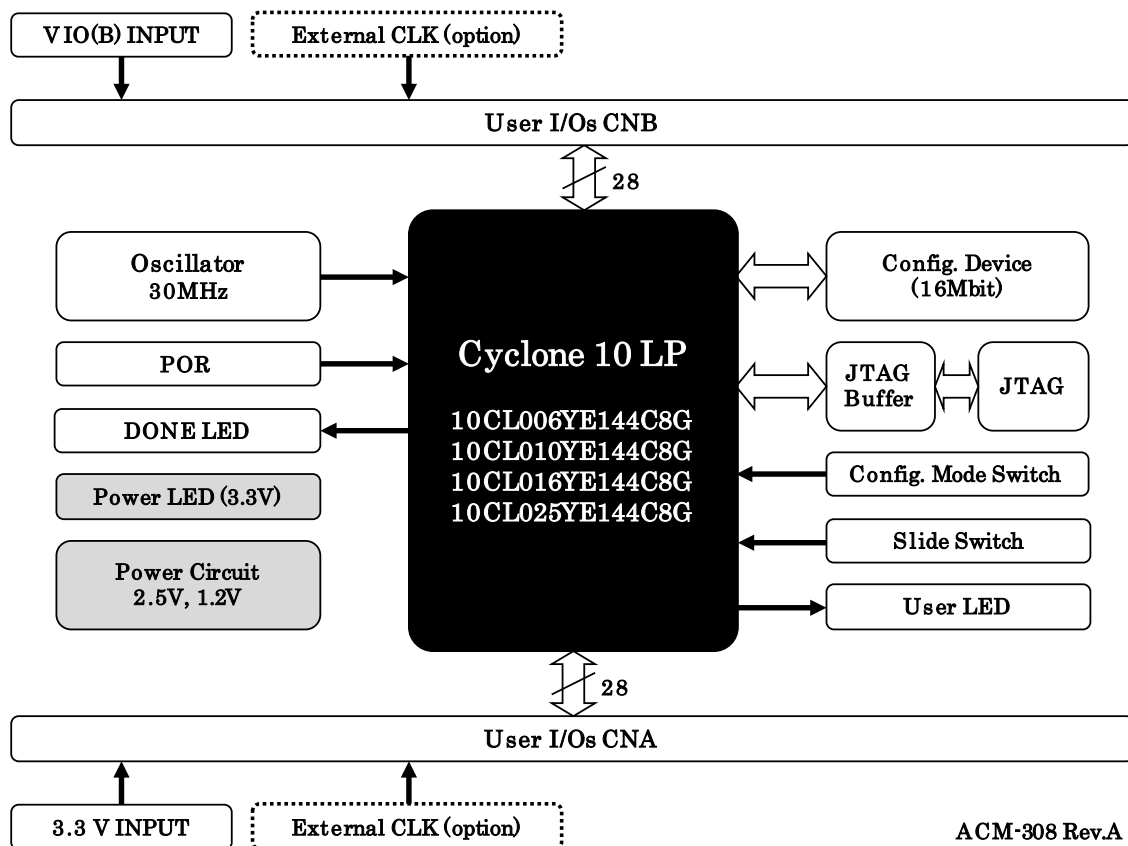 VIO(B) INPUT
External CLK (option)
User I/Os CNB
28
Oscillator
30MHz
POR
DONE LED
Power LED (3.3V)
Power Circuit
2.5V, 1.2V
Cyclone 10 LP
10CL006YE144C8G
10CL010YE144C8G
10CL016YE144C8G
10CL025YE144C8G
Config. Device
(16Mbit)
JTAG
Buffer
JTAG
Config. Mode Switch
Slide Switch
User LED
28
User I/Os CNA
3.3 V INPUT
External CLK (option)
ACM-308 Rev.A